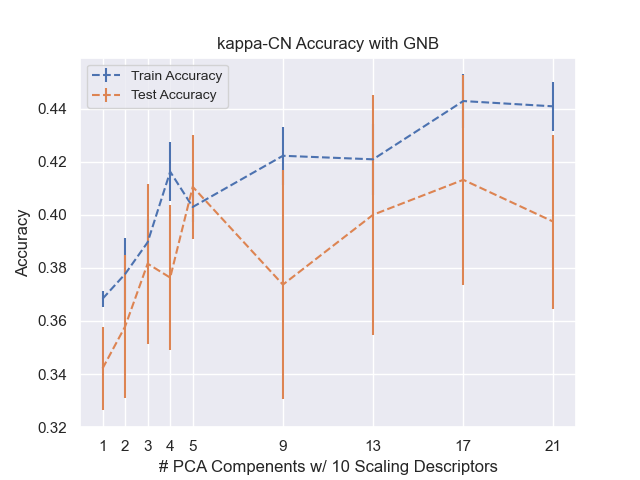 kappa-CN Accuracy with GNB
Train Accuracy
Test Accuracy
Accuracy
0.44
0.42
0.40
0.38
0.36
0.34
0.32
1 2 3 4 5 9 13 17 21
# PCA Compenents w/ 10 Scaling Descriptors